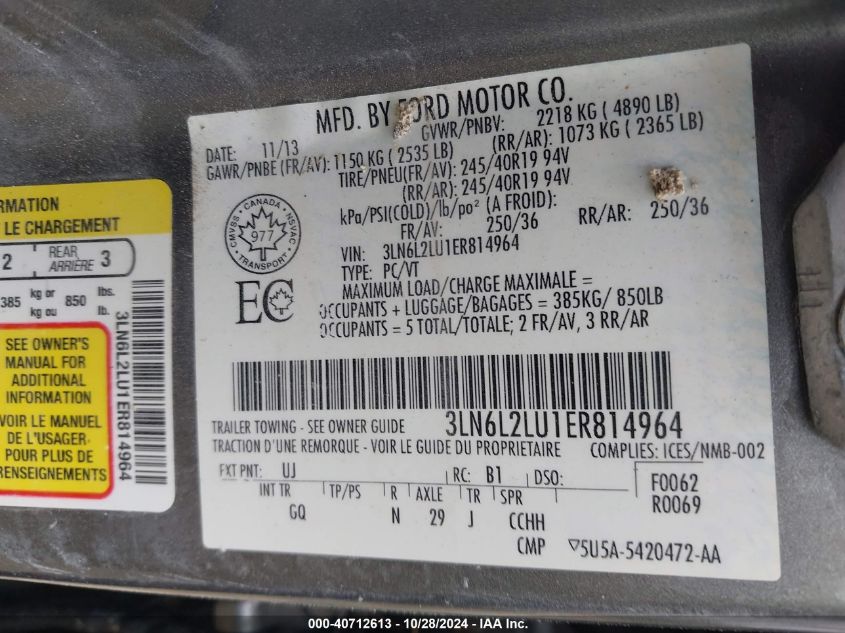 RMATION
LE CHARGEMENT
2 REAR ARRIÈRE 3
385 kg or kg ou 850 lbs. lb.
SEE OWNER'S
MANUAL FOR
ADDITIONAL
INFORMATION
VOIR LE MANUEL
DE L'USAGER
POUR PLUS DE
RENSEIGNEMENTS
3LN6L2LU1ER814964
MFD. BY FORD MOTOR CO.
DATE: 11/13 GVWR/PNBV: 2218 KG ( 4890 LB)
GAWR/PNBE (FR/AV): 1150 KG ( 2535 LB) (RR/AR): 1073 KG ( 2365 LB)
TIRE/PNEU(FR/AV): 245/40R19 94V
(RR/AR): 245/40R19 94V
kPa/PSI(COLD)/lb/po² (A FROID):
FR/AV: 250/36 RR/AR: 250/36
VIN: 3LN6L2LU1ER814964
TYPE: PC/VT
MAXIMUM LOAD/CHARGE MAXIMALE =
OCCUPANTS + LUGGAGE/BAGAGES = 385KG/ 850LB
OCCUPANTS = 5 TOTAL/TOTALE; 2 FR/AV, 3 RR/AR
CANADA
CMVSS NSVAC
977
TRANSPORT
EC
TRAILER TOWING - SEE OWNER GUIDE 3LN6L2LU1ER814964
TRACTION D'UNE REMORQUE - VOIR LE GUIDE DU PROPRIETAIRE COMPLIES: ICES/NMB-002
EXT PNT: UJ RC: B1 DSO: F0062
INT TR TP/PS R AXLE TR SPR R0069
GQ N 29 J CCHH
CMP ▽5U5A-5420472-AA
000-40712613 - 10/28/2024 - IAA Inc.